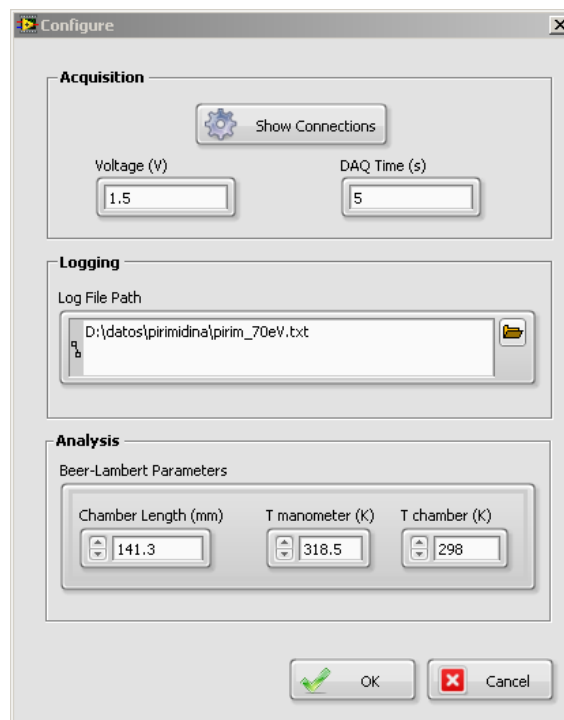 Configure
Acquisition
Show Connections
Voltage (V)
DAQ Time (s)
1.5
5
Logging
Log File Path
D:\datos\pirimidina\pirim_70eV.txt
Analysis
Beer-Lambert Parameters
Chamber Length (mm)
T manometer (K)
T chamber (K)
141.3
318.5
298
OK
Cancel